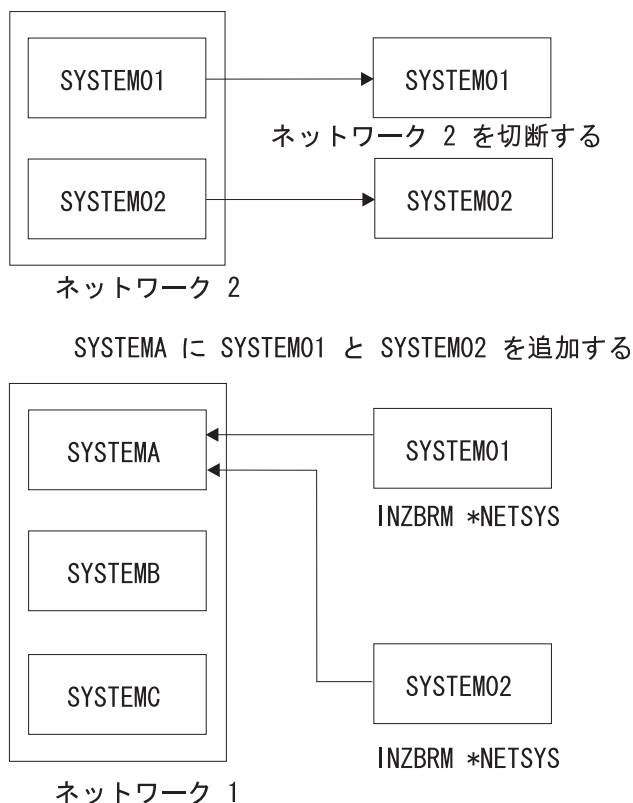 SYSTEM01
SYSTEM01
ネットワーク 2 を切断する
SYSTEM02
SYSTEM02
ネットワーク 2
SYSTEMA に SYSTEM01 と SYSTEM02 を追加する
SYSTEMA
SYSTEM01
INZBRM *NETSYS
SYSTEMB
SYSTEMC
SYSTEM02
INZBRM *NETSYS
ネットワーク 1